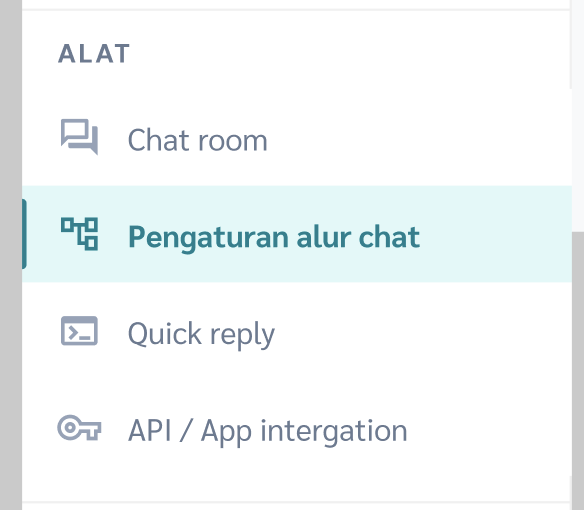 ALAT
Chat room
Pengaturan alur chat
Quick reply
API / App intergation